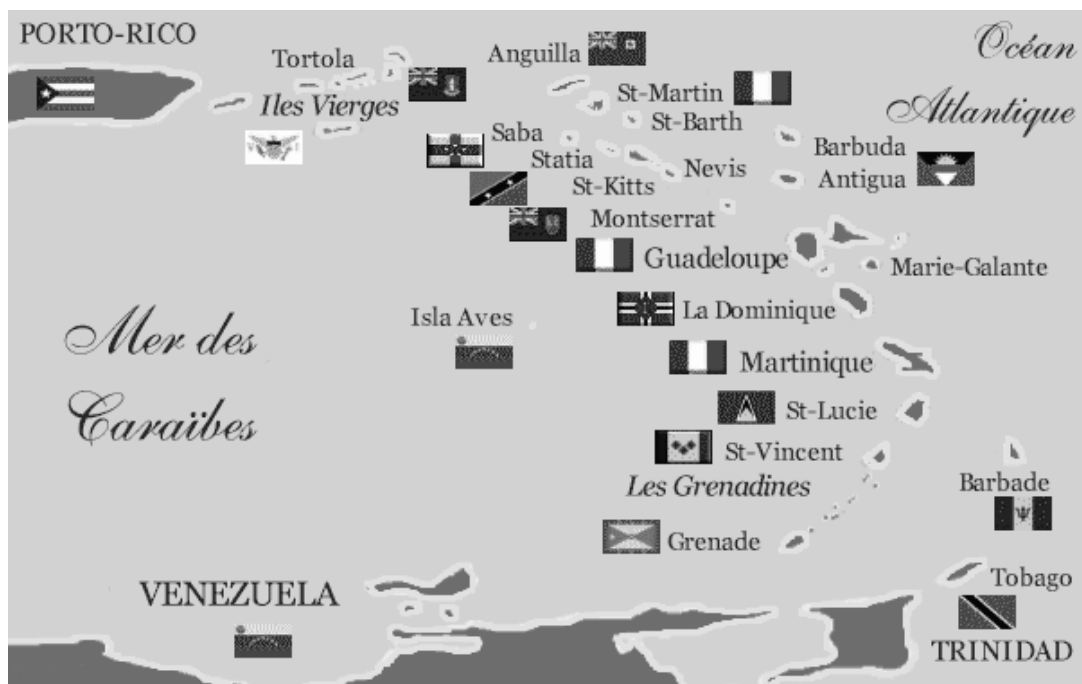 PORTO-RICO
Tortola
Anguilla
Océan
Iles Vierges
St-Martin
Atlantique
Saba
St-Barth
Barbuda
Statia
Nevis
Antigua
St-Kitts
Montserrat
Guadeloupe
Marie-Galante
Isla Aves
La Dominique
Mer des
Caraïbes
Martinique
St-Lucie
St-Vincent
Les Grenadines
Barbade
Grenade
VENEZUELA
Tobago
TRINIDAD